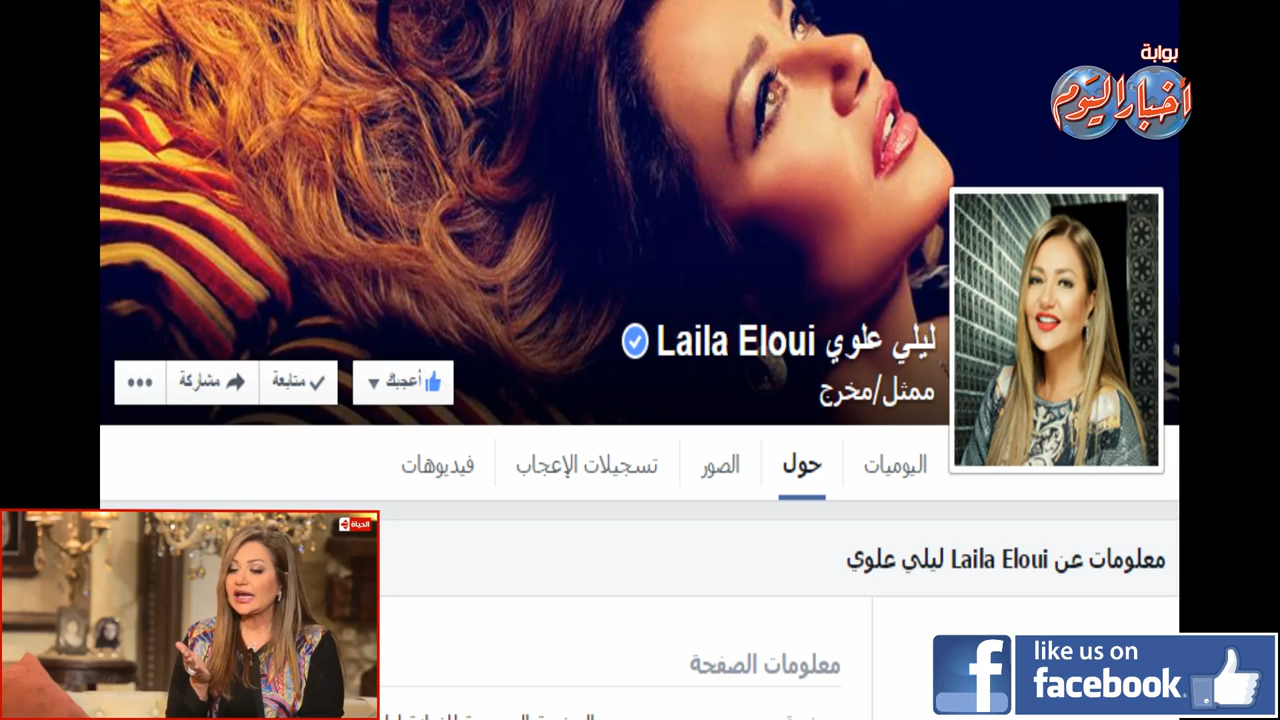 بوابة
أخبار اليوم
ليلي علوي Laila Eloui
ممثل/مخرج
أعجبك
متابعة
مشاركة
اليوميات
حول
الصور
تسجيلات الإعجاب
فيديوهات
معلومات عن Laila Eloui ليلي علوي
معلومات الصفحة
الحياة
like us on
facebook